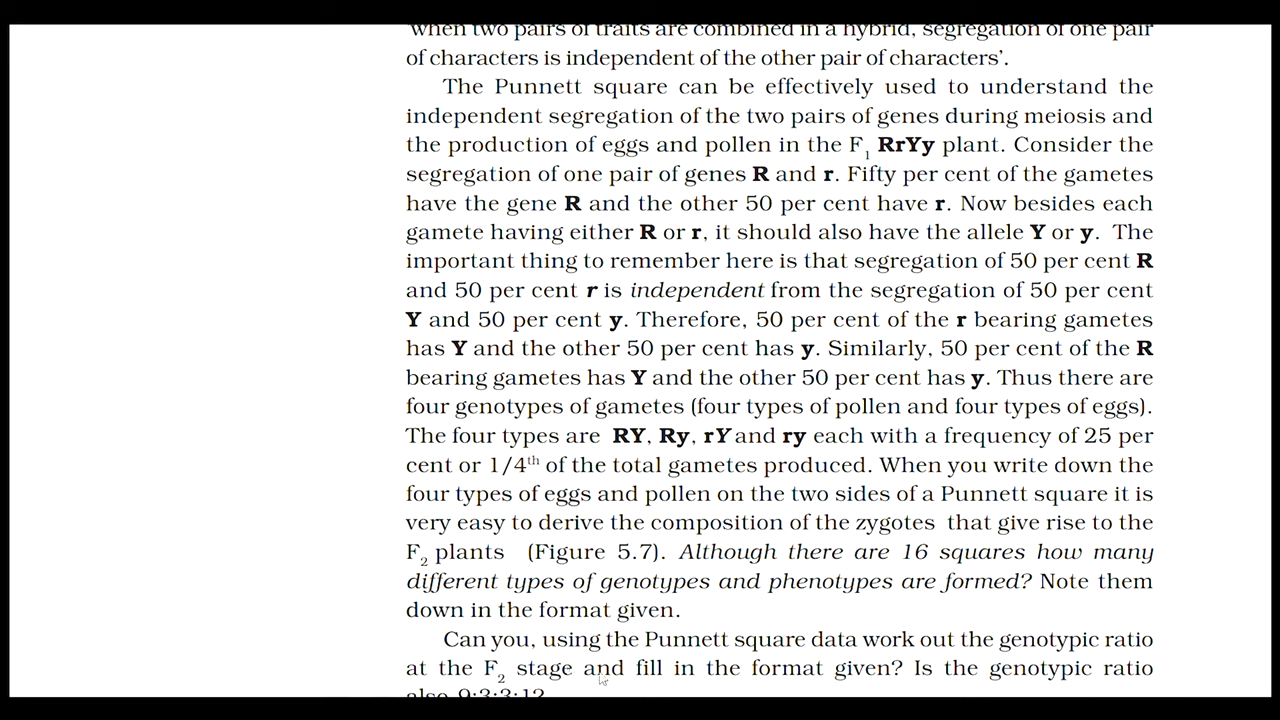 when two pairs of traits are combined in a hybrid, segregation of one pair
of characters is independent of the other pair of characters’.
The Punnett square can be effectively used to understand the
independent segregation of the two pairs of genes during meiosis and
the production of eggs and pollen in the F₁ RrYy plant. Consider the
segregation of one pair of genes R and r. Fifty per cent of the gametes
have the gene R and the other 50 per cent have r. Now besides each
gamete having either R or r, it should also have the allele Y or y. The
important thing to remember here is that segregation of 50 per cent R
and 50 per cent r is independent from the segregation of 50 per cent
Y and 50 per cent y. Therefore, 50 per cent of the r bearing gametes
has Y and the other 50 per cent has y. Similarly, 50 per cent of the R
bearing gametes has Y and the other 50 per cent has y. Thus there are
four genotypes of gametes (four types of pollen and four types of eggs).
The four types are RY, Ry, rY and ry each with a frequency of 25 per
cent or 1/4ᵗʰ of the total gametes produced. When you write down the
four types of eggs and pollen on the two sides of a Punnett square it is
very easy to derive the composition of the zygotes that give rise to the
F₂ plants (Figure 5.7). Although there are 16 squares how many
different types of genotypes and phenotypes are formed? Note them
down in the format given.
Can you, using the Punnett square data work out the genotypic ratio
at the F₂ stage and fill in the format given? Is the genotypic ratio
also 9:3:3:1?